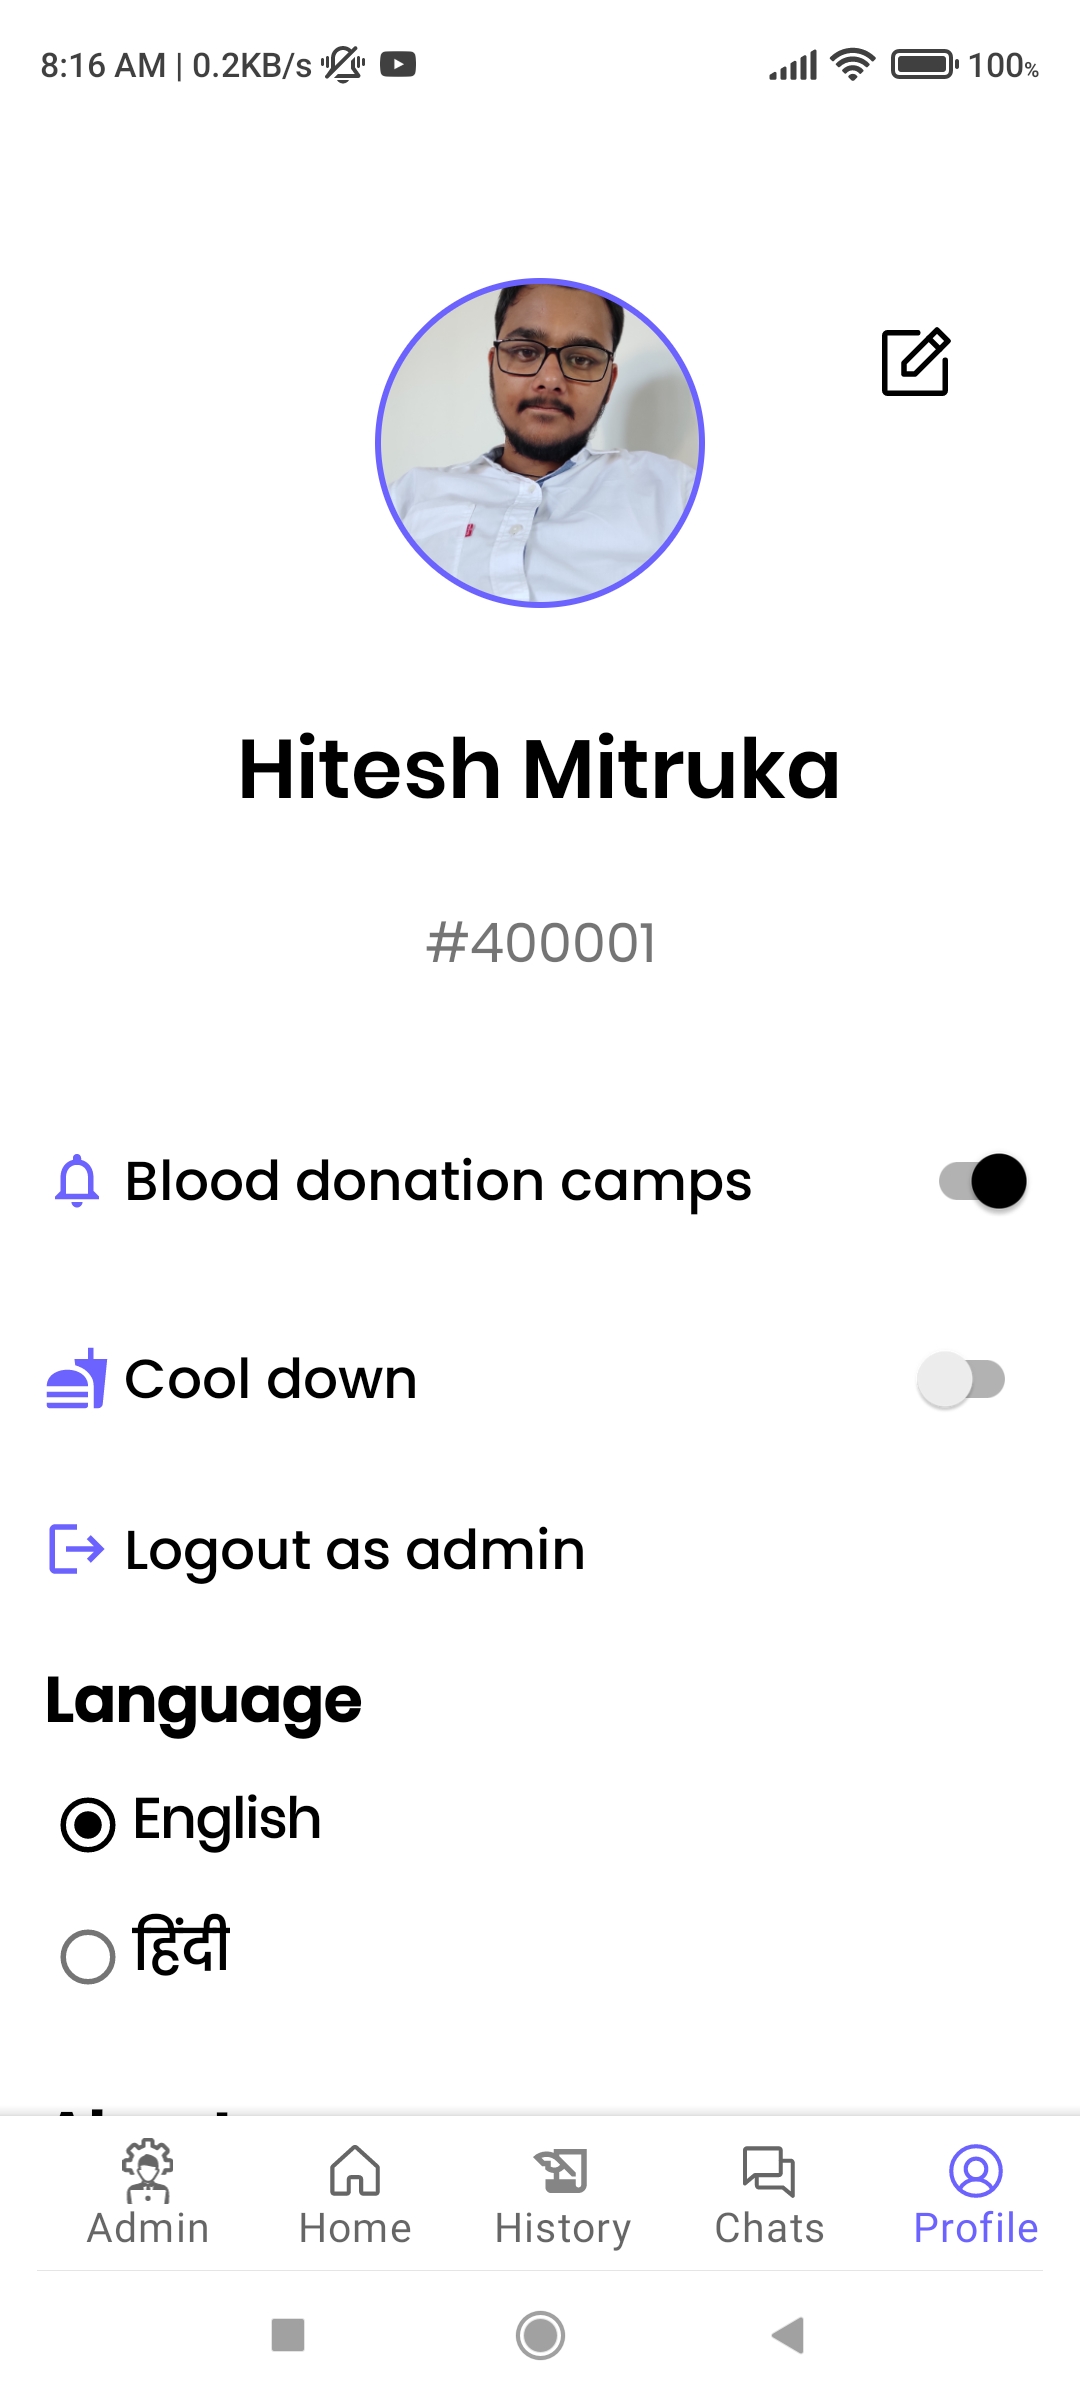 8:16 AM | 0.2KB/s 100%
Hitesh Mitruka
#400001
Blood donation camps
Cool down
Logout as admin
Language
English
हिंदी
Admin Home History Chats Profile